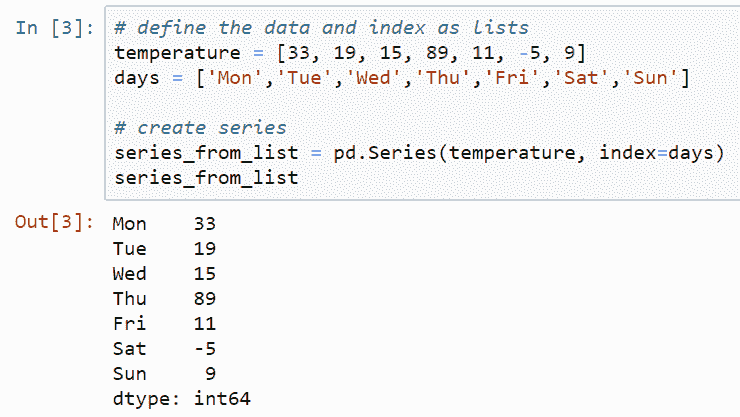 In [3]: # define the data and index as lists
temperature = [33, 19, 15, 89, 11, -5, 9]
days = ['Mon','Tue','Wed','Thu','Fri','Sat','Sun']
# create series
series_from_list = pd.Series(temperature, index=days)
series_from_list
Out[3]: Mon 33
Tue 19
Wed 15
Thu 89
Fri 11
Sat -5
Sun 9
dtype: int64